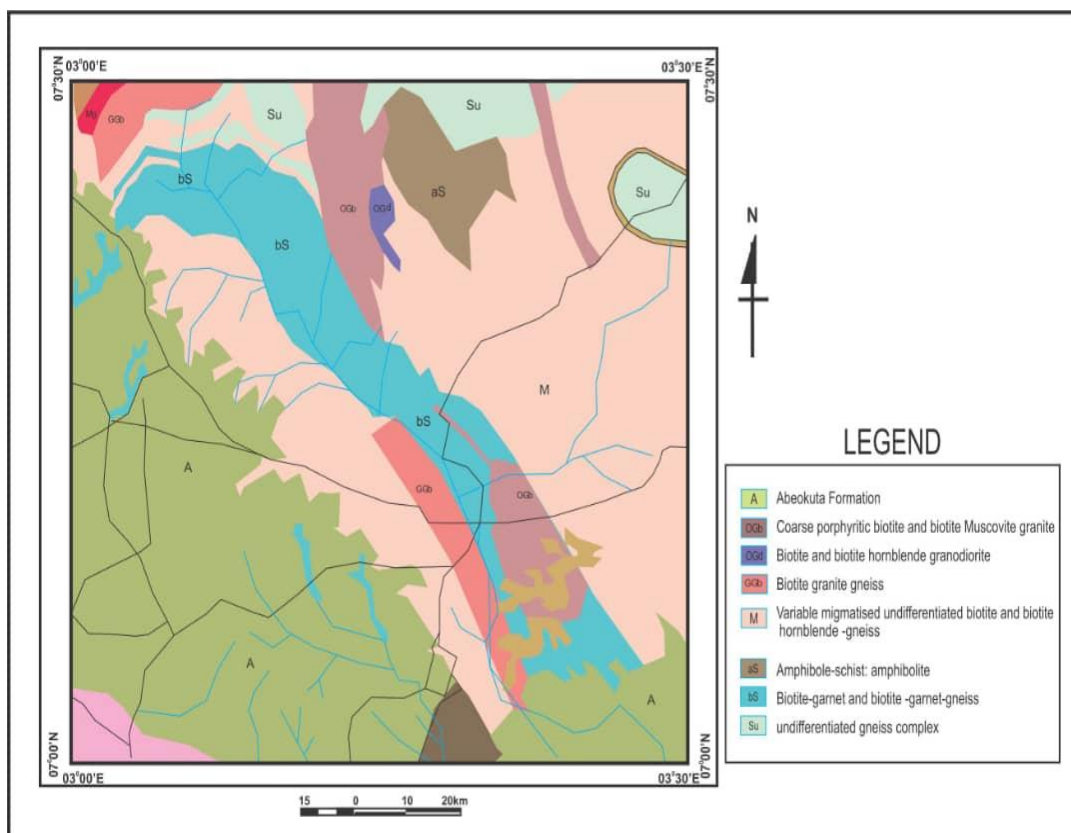 03°00'E
03°30'E
07°30'N
07°30'N
Mg
GGb
Su
Su
bS
OGb
OGd
aS
Su
bS
N
M
bS
A
GGb
OGb
A
A
07°00'N
07°00'N
03°00'E
03°30'E
15 0 10 20km
LEGEND
A Abeokuta Formation
OGb Coarse porphyritic biotite and biotite Muscovite granite
OGd Biotite and biotite hornblende granodiorite
GGb Biotite granite gneiss
M Variable migmatised undifferentiated biotite and biotite
hornblende -gneiss
aS Amphibole-schist: amphibolite
bS Biotite-garnet and biotite -garnet-gneiss
Su undifferentiated gneiss complex